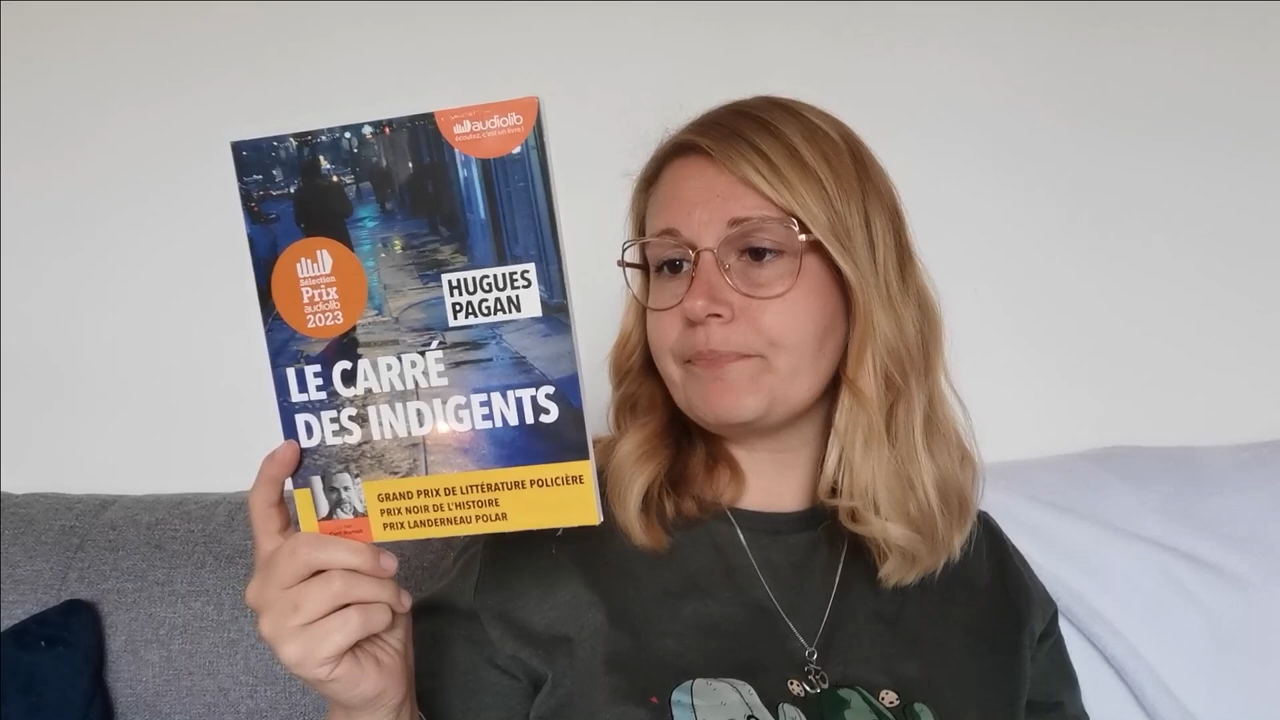 audiolib
écoutez, c'est un livre !
Sélection
Prix
audiolib
2023
HUGUES
PAGAN
LE CARRÉ
DES INDIGENTS
GRAND PRIX DE LITTÉRATURE POLICIÈRE
PRIX NOIR DE L'HISTOIRE
PRIX LANDERNEAU POLAR